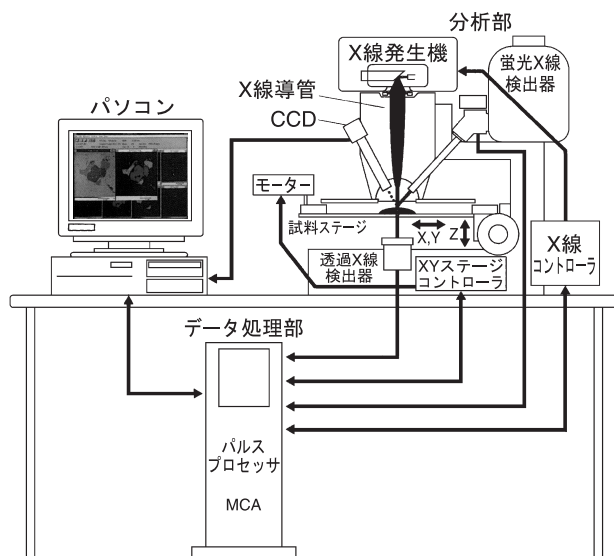 分析部
X線発生機
蛍光X線
検出器
X線導管
CCD
パソコン
モーター
試料ステージ
X,Y
Z
X線
コントローラ
透過X線
検出器
XYステージ
コントローラ
データ処理部
パルス
プロセッサ
MCA